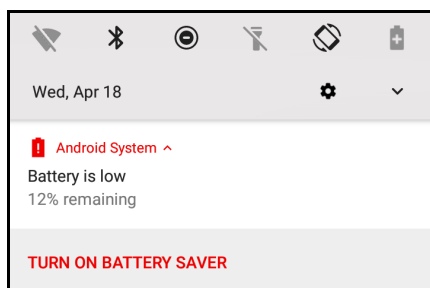 Wed, Apr 18
Android System
Battery is low
12% remaining
TURN ON BATTERY SAVER